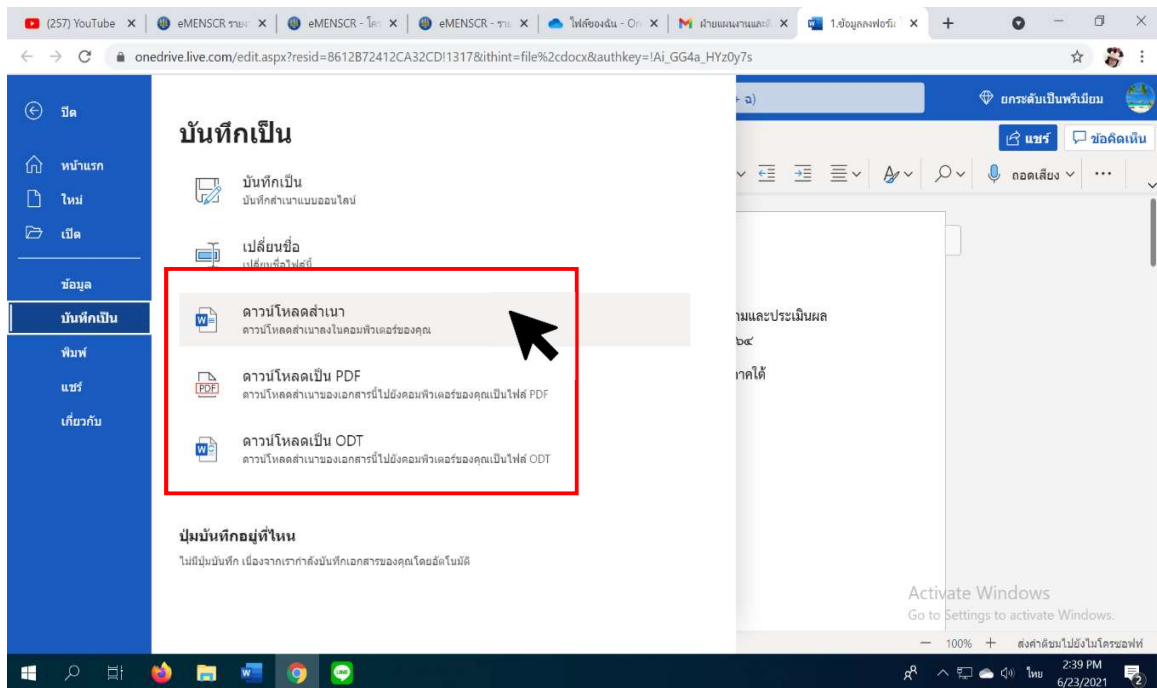 (257) YouTube
eMENSCR
eMENSCR -
eMENSCR -
ไฟล์ของฉัน - On
1.ข้อมูลลงฟอร์ม
onedrive.live.com/edit.aspx?resid=8612B72412CA32CD!1317&ithint=file%2cdocx&authkey=!Ai_GG4a_HYz0y7s
ปิด
หน้าแรก
ใหม่
เปิด
ข้อมูล
บันทึกเป็น
พิมพ์
แชร์
เกี่ยวกับ
บันทึกเป็น
บันทึกเป็น
บันทึกสำเนาแบบออนไลน์
เปลี่ยนชื่อ
เปลี่ยนชื่อไฟล์นี้
ดาวน์โหลดสำเนา
ดาวน์โหลดสำเนาลงในคอมพิวเตอร์ของคุณ
ดาวน์โหลดเป็น PDF
PDF
ดาวน์โหลดสำเนาของเอกสารนี้ไปยังคอมพิวเตอร์ของคุณเป็นไฟล์ PDF
ดาวน์โหลดเป็น ODT
ดาวน์โหลดสำเนาของเอกสารนี้ไปยังคอมพิวเตอร์ของคุณเป็นไฟล์ ODT
ปุ่มบันทึกอยู่ที่ไหน
ไม่มีปุ่มบันทึก เนื่องจากเรากำลังบันทึกเอกสารของคุณโดยอัตโนมัติ
+ ฉ)
ยกระดับเป็นพรีเมียม
แชร์
ข้อคิดเห็น
ถอดเสียง
ามและประเมินผล
๖๔
าคใต้
Activate Windows
Go to Settings to activate Windows.
100%
ส่งคำติชมไปยังไมโครซอฟท์
ไทย
2:39 PM
6/23/2021
2